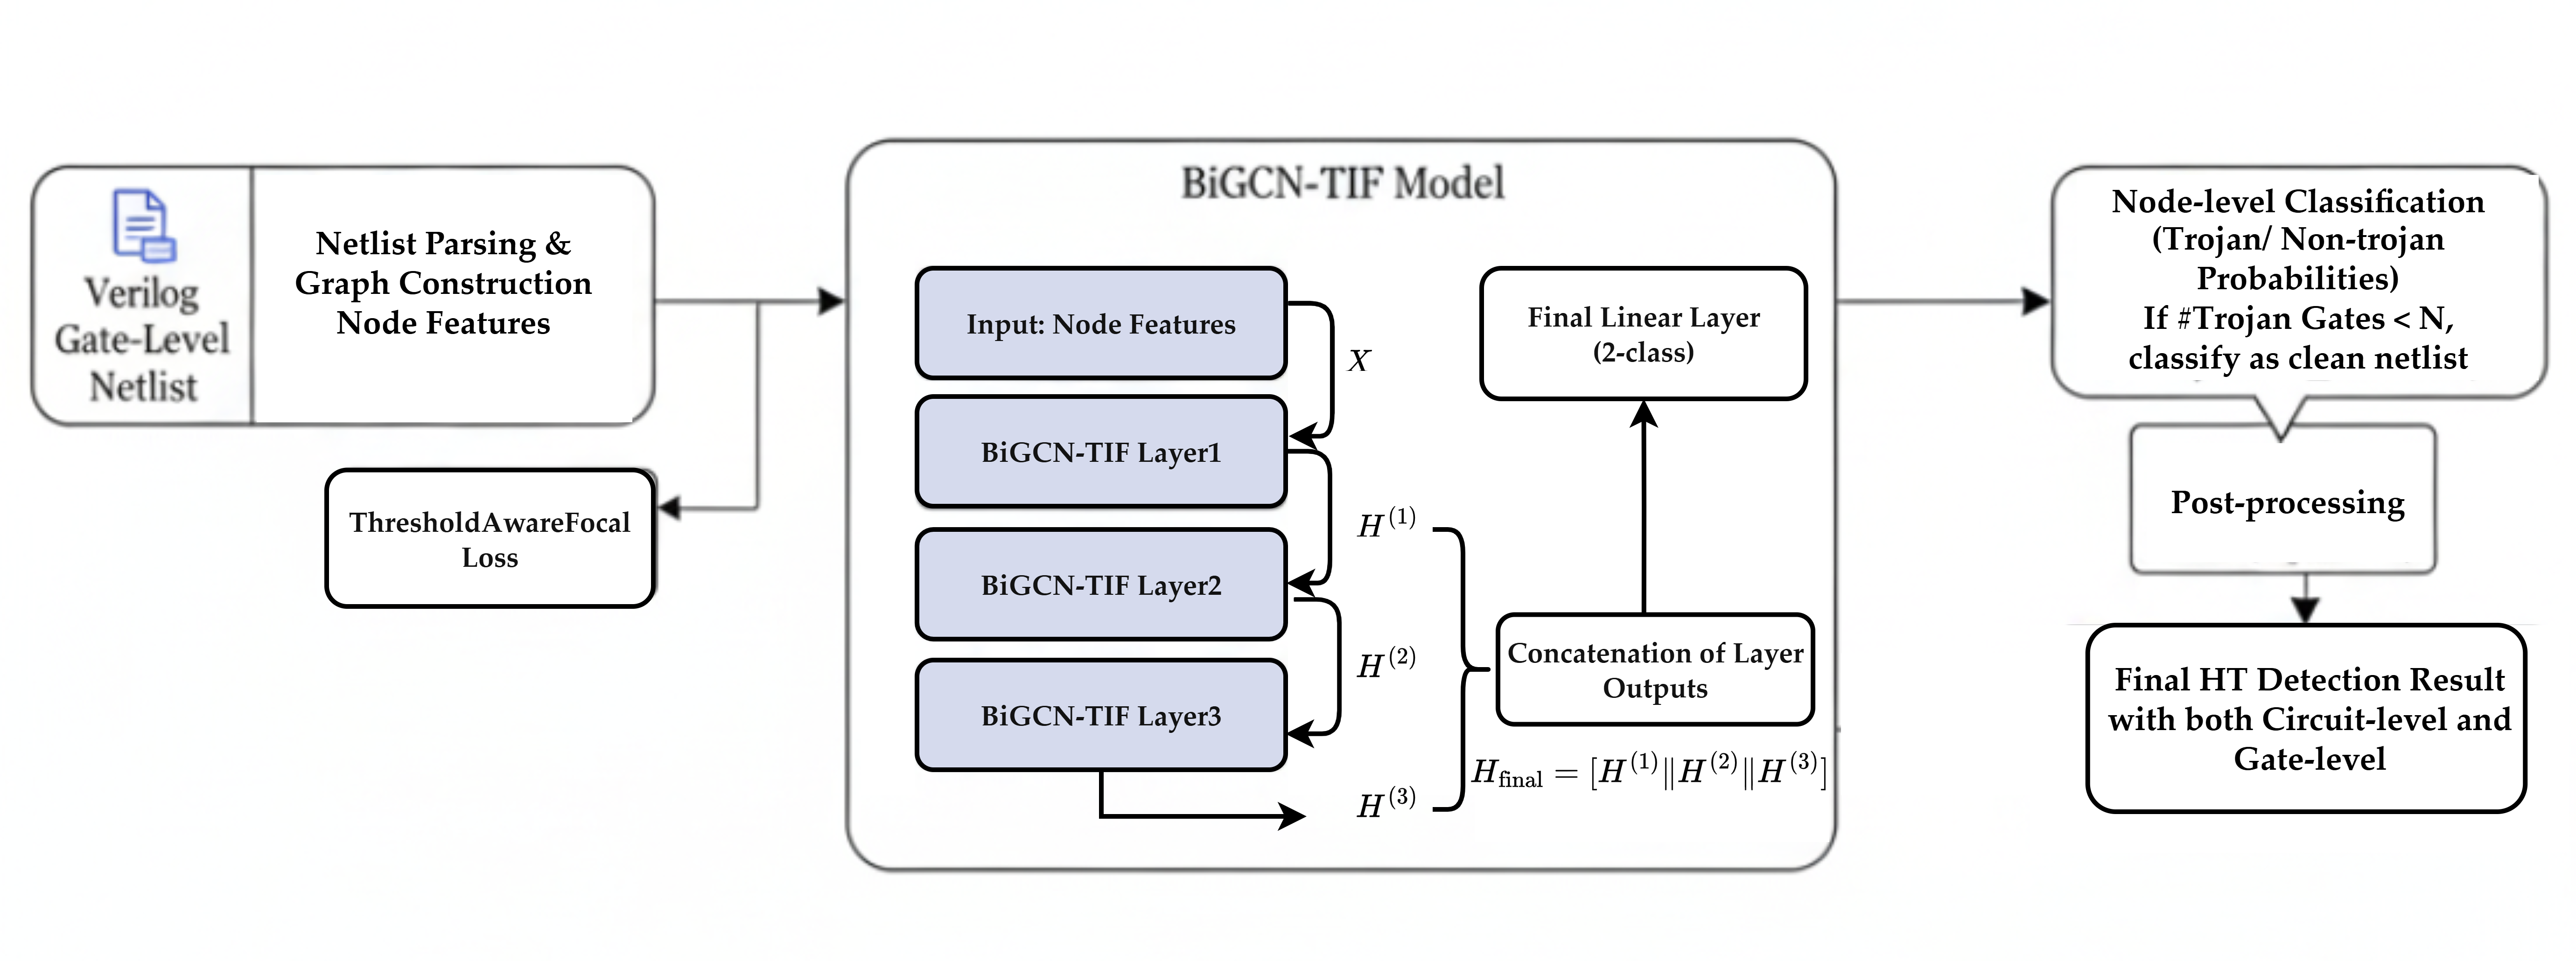 Verilog
Gate-Level
Netlist
Netlist Parsing &
Graph Construction
Node Features
ThresholdAwareFocal
Loss
BiGCN-TIF Model
Input: Node Features
X
BiGCN-TIF Layer1
H^(1)
BiGCN-TIF Layer2
H^(2)
BiGCN-TIF Layer3
H^(3)
Final Linear Layer
(2-class)
Concatenation of Layer
Outputs
H_final = [H^(1)‖H^(2)‖H^(3)]
Node-level Classification
(Trojan/ Non-trojan
Probabilities)
If #Trojan Gates < N,
classify as clean netlist
Post-processing
Final HT Detection Result
with both Circuit-level and
Gate-level